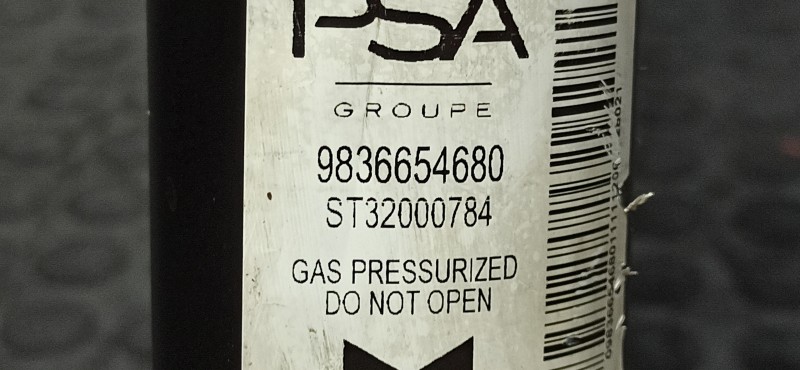 PSA
GROUPE
9836654680
ST32000784
GAS PRESSURIZED
DO NOT OPEN